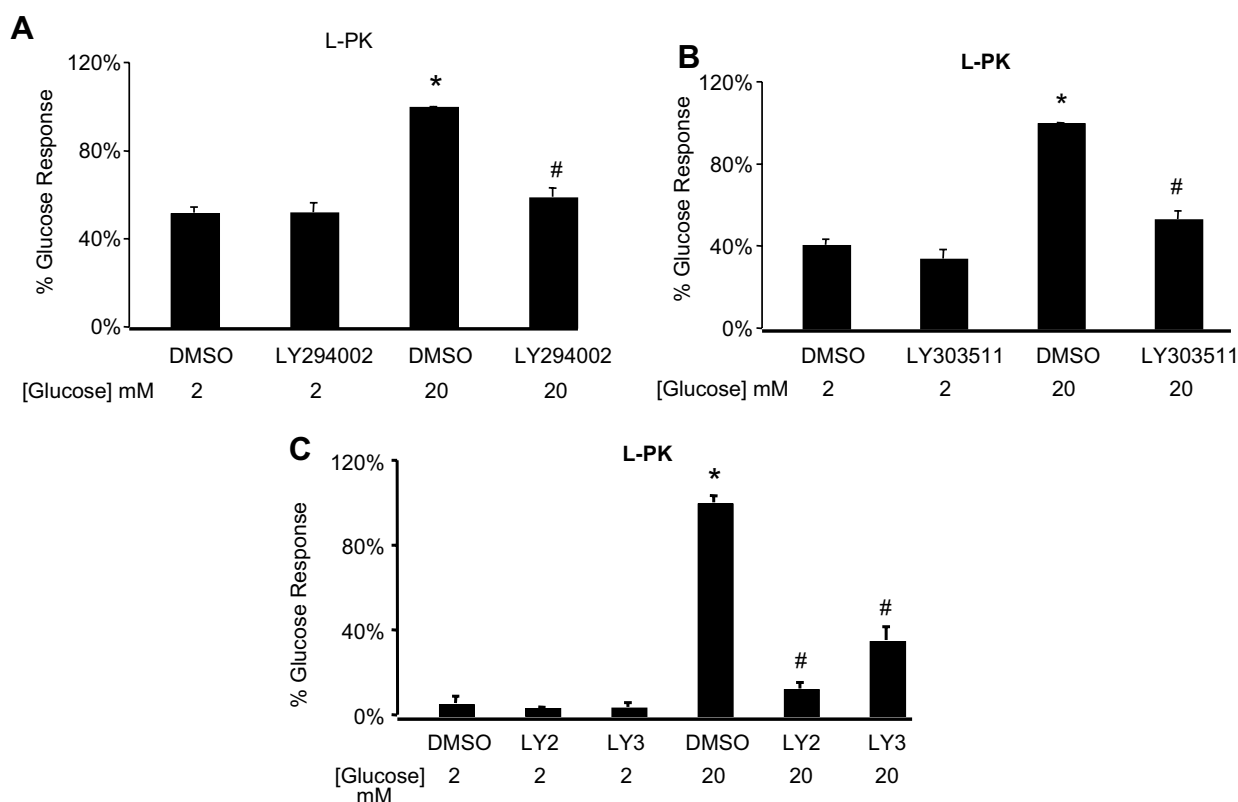 A
L-PK
% Glucose Response
120%
*
80%
#
40%
0%
DMSO LY294002 DMSO LY294002
[Glucose] mM 2 2 20 20
B
L-PK
% Glucose Response
120%
*
80%
#
40%
0%
DMSO LY303511 DMSO LY303511
[Glucose] mM 2 2 20 20
C
L-PK
% Glucose Response
120%
*
80%
#
40%
#
0%
DMSO LY2 LY3 DMSO LY2 LY3
[Glucose] 2 2 2 20 20 20
mM